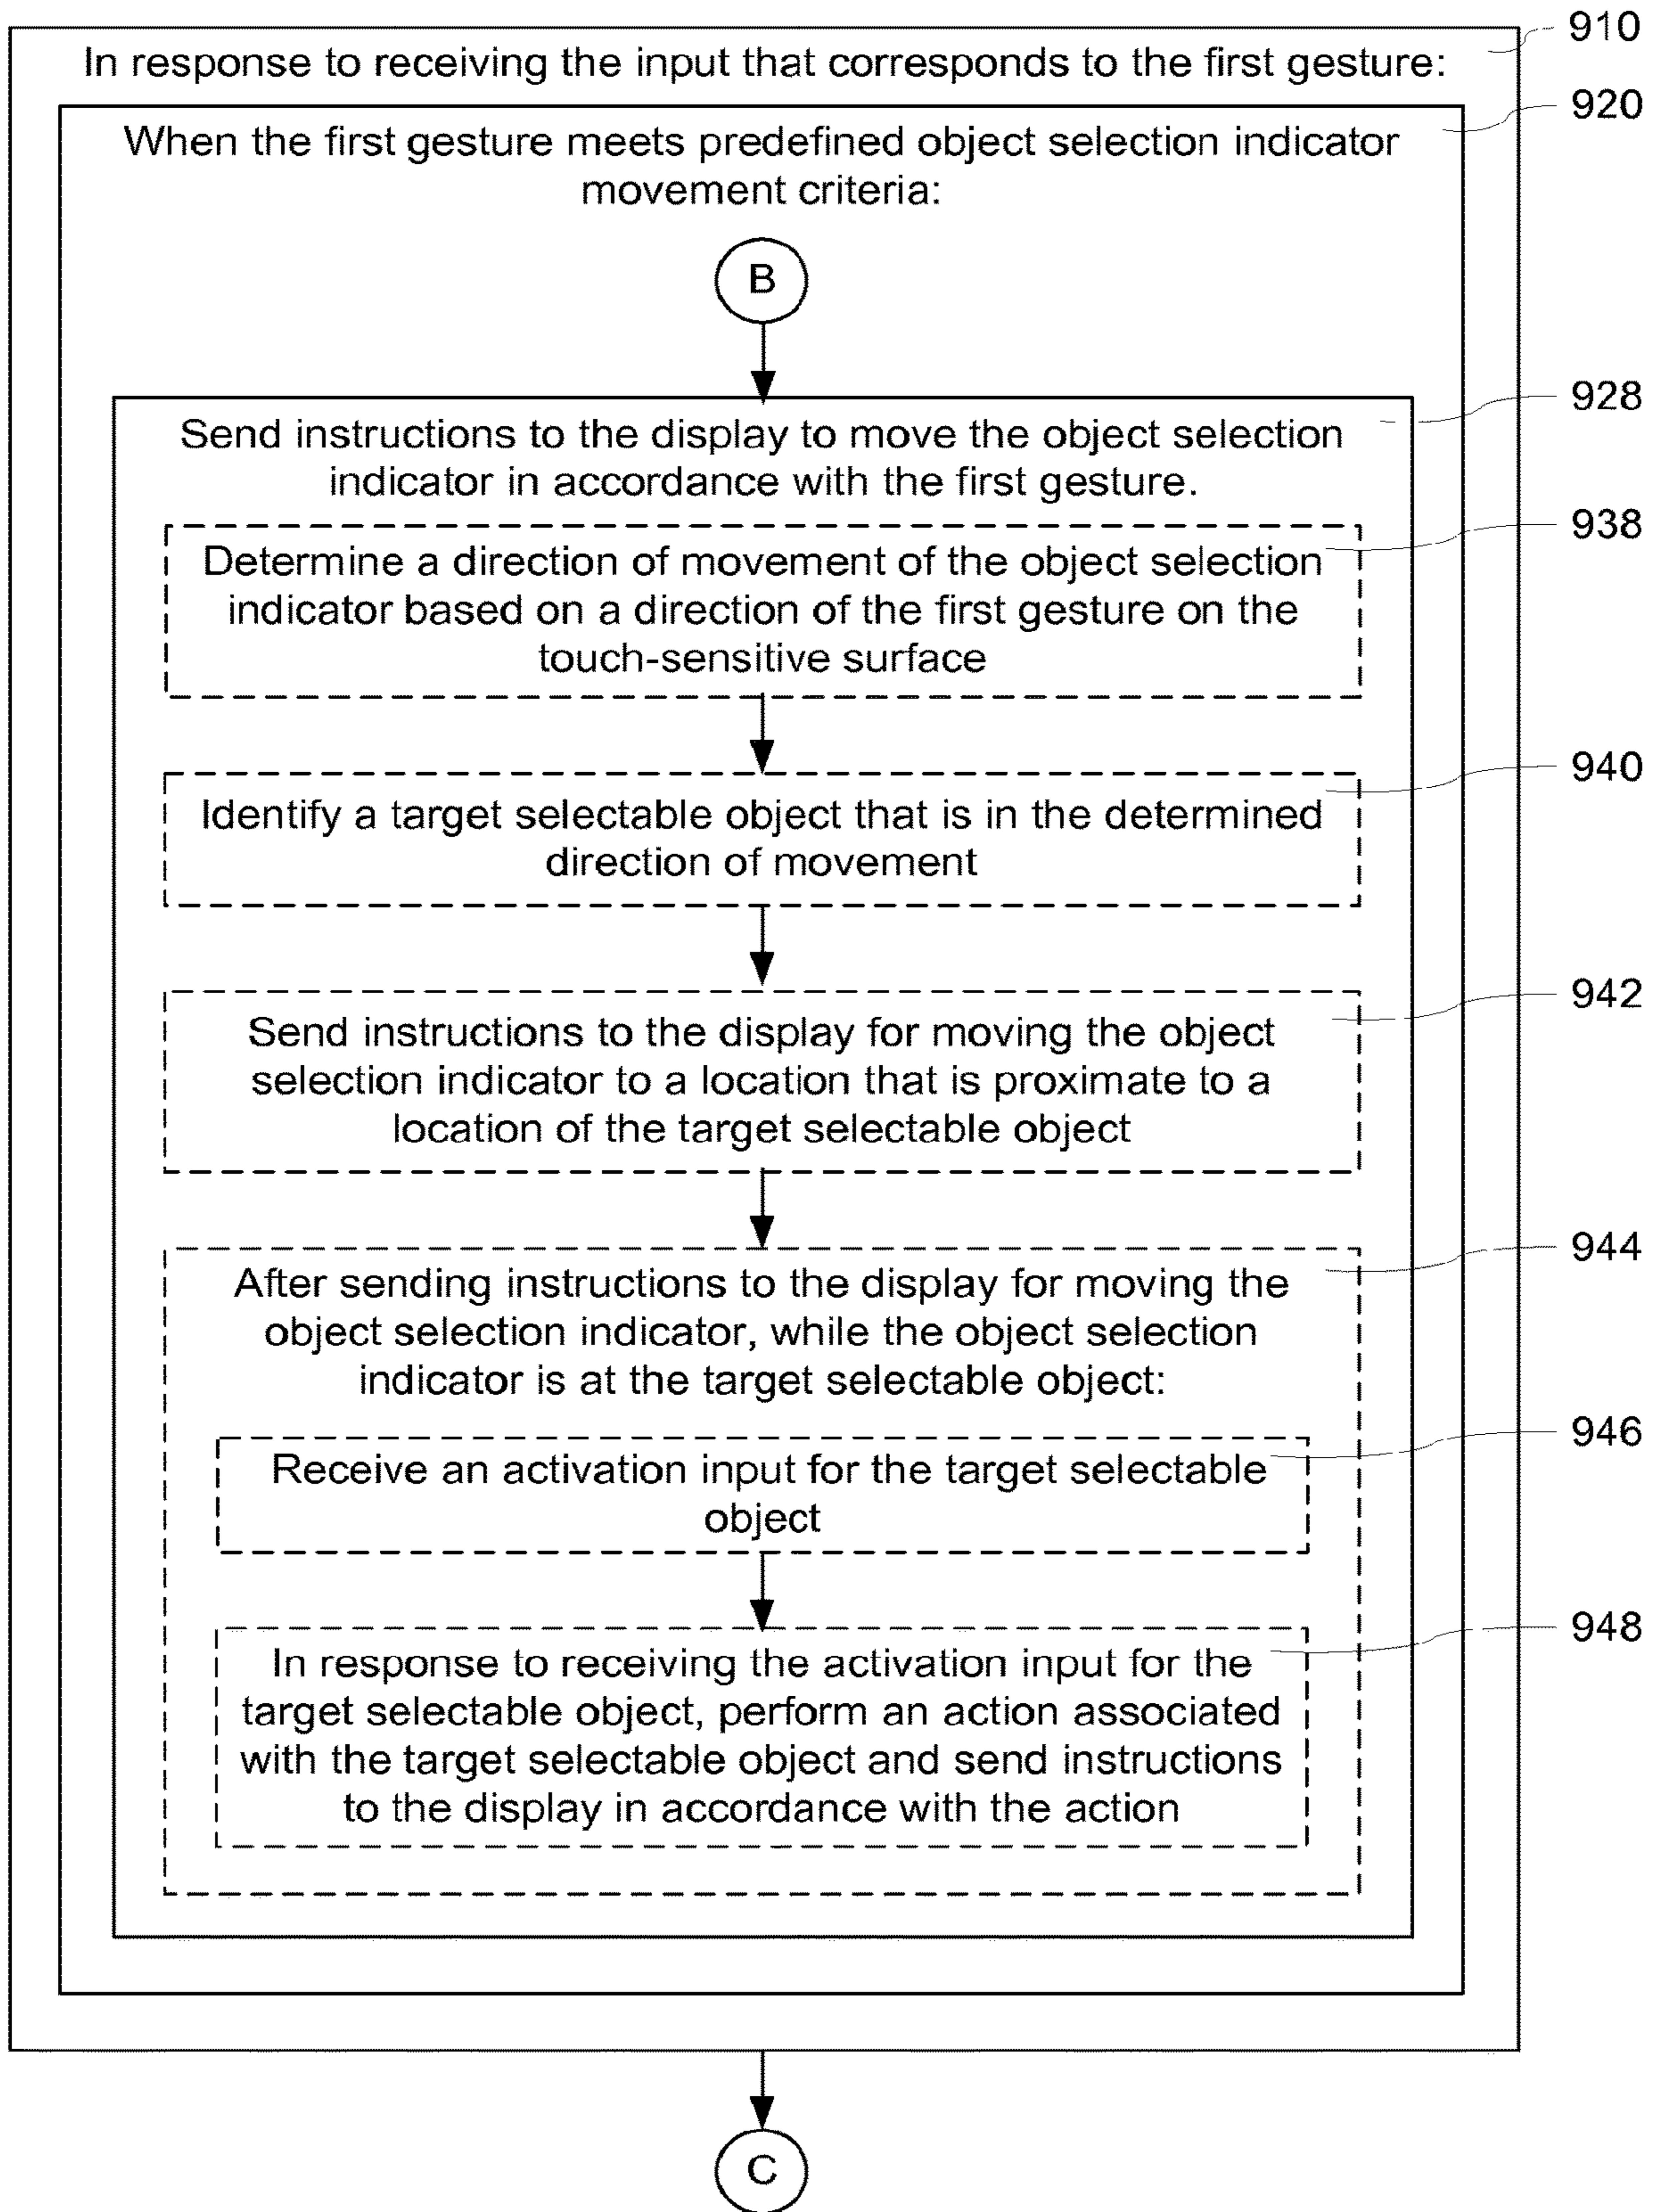 910
In response to receiving the input that corresponds to the first gesture:
920
When the first gesture meets predefined object selection indicator
movement criteria:
B
928
Send instructions to the display to move the object selection
indicator in accordance with the first gesture.
938
Determine a direction of movement of the object selection
indicator based on a direction of the first gesture on the
touch-sensitive surface
940
Identify a target selectable object that is in the determined
direction of movement
942
Send instructions to the display for moving the object
selection indicator to a location that is proximate to a
location of the target selectable object
944
After sending instructions to the display for moving the
object selection indicator, while the object selection
indicator is at the target selectable object:
946
Receive an activation input for the target selectable
object
948
In response to receiving the activation input for the
target selectable object, perform an action associated
with the target selectable object and send instructions
to the display in accordance with the action
C